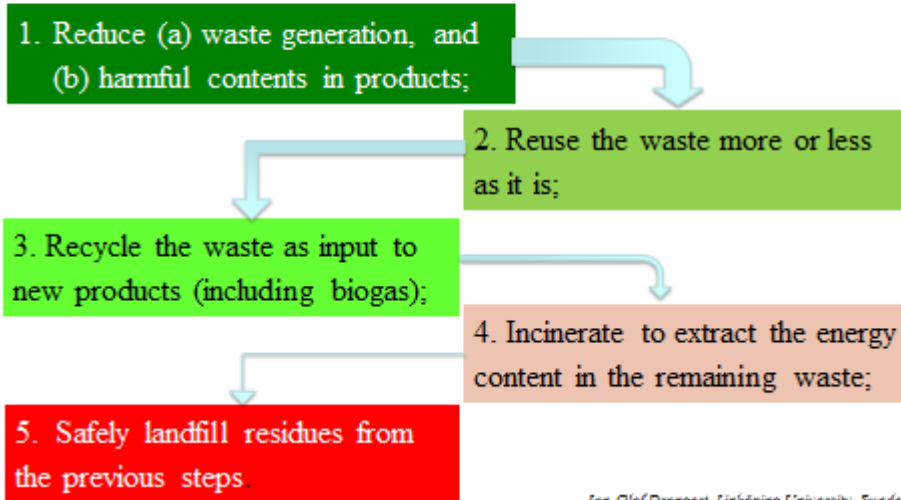 1. Reduce (a) waste generation, and
(b) harmful contents in products;
2. Reuse the waste more or less
as it is;
3. Recycle the waste as input to
new products (including biogas);
4. Incinerate to extract the energy
content in the remaining waste;
5. Safely landfill residues from
the previous steps.
University,